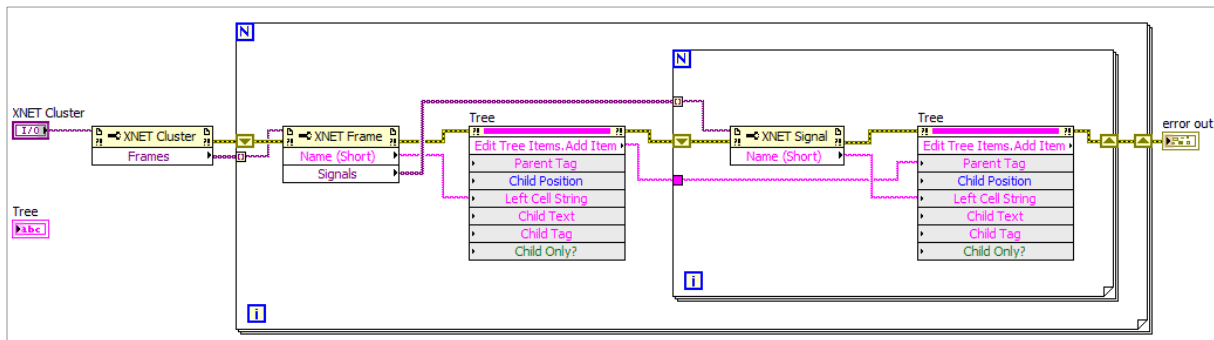 N
N
XNET Cluster
I/O
XNET Cluster
Frames
XNET Frame
Name (Short)
Signals
Tree
Edit Tree Items.Add Item
Parent Tag
Child Position
Left Cell String
Child Text
Child Tag
Child Only?
XNET Signal
Name (Short)
Tree
Edit Tree Items.Add Item
Parent Tag
Child Position
Left Cell String
Child Text
Child Tag
Child Only?
error out
Tree
abc
i
i